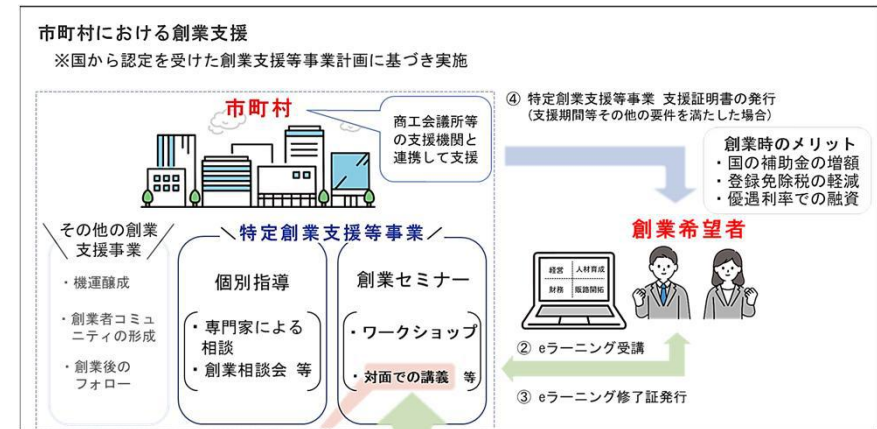 市町村における創業支援
※国から認定を受けた創業支援等事業計画に基づき実施
市町村
商工会議所等
の支援機関と
連携して支援
④ 特定創業支援等事業 支援証明書の発行
(支援期間等その他の要件を満たした場合)
創業時のメリット
・国の補助金の増額
・登録免除税の軽減
・優遇利率での融資
創業希望者
その他の創業
支援事業
・機運醸成
・創業者コミュ
ニティの形成
・創業後の
フォロー
特定創業支援等事業
個別指導
・専門家による
相談
・創業相談会 等
創業セミナー
・ワークショップ
・対面での講義 等
経営 人材育成
財務 販路開拓
② eラーニング受講
③ eラーニング修了証発行